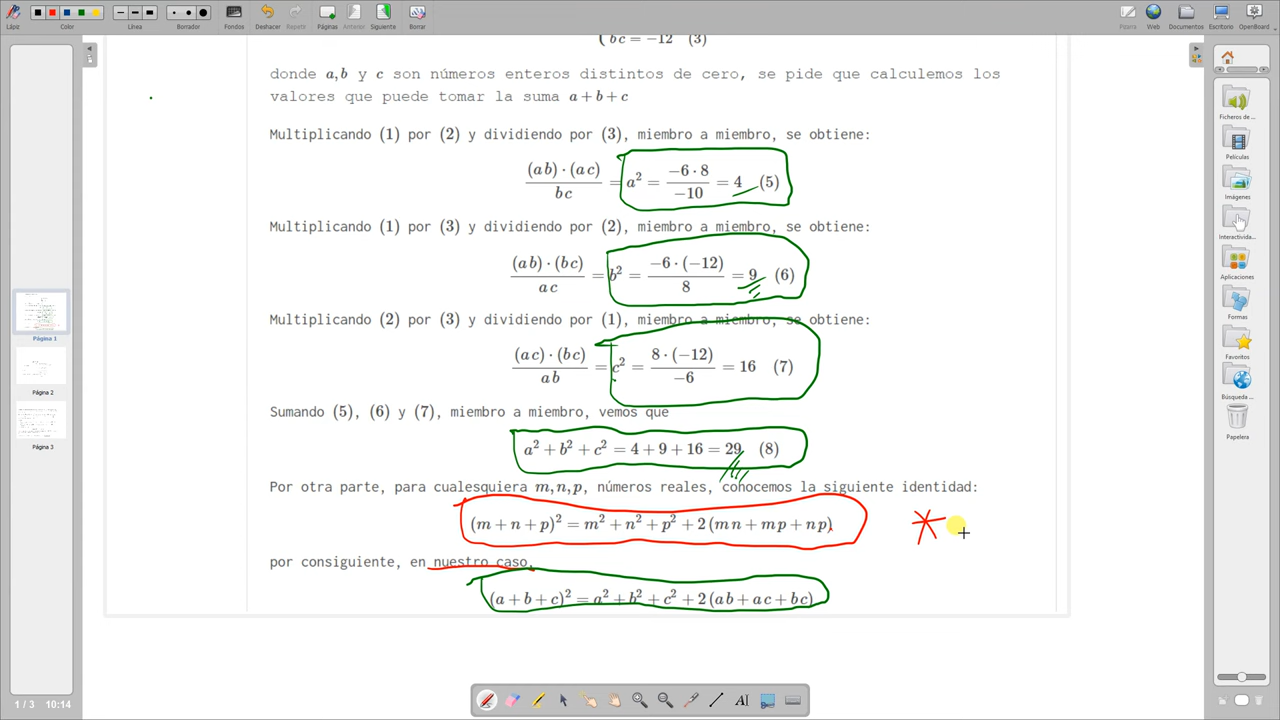 Lápiz Color Línea Borrador Fondos Deshacer Repetir Páginas Anterior Siguiente Borrar Pizarra Web Documentos Escritorio OpenBoard
bc = −12 (3)
donde a,b y c son números enteros distintos de cero, se pide que calculemos los
valores que puede tomar la suma a + b + c
Multiplicando (1) por (2) y dividiendo por (3), miembro a miembro, se obtiene:
(ab)·(ac) / bc = a² = −6·8 / −10 = 4 (5)
Multiplicando (1) por (3) y dividiendo por (2), miembro a miembro, se obtiene:
(ab)·(bc) / ac = b² = −6·(−12) / 8 = 9 (6)
Multiplicando (2) por (3) y dividiendo por (1), miembro a miembro, se obtiene:
(ac)·(bc) / ab = c² = 8·(−12) / −6 = 16 (7)
Sumando (5), (6) y (7), miembro a miembro, vemos que
a² + b² + c² = 4 + 9 + 16 = 29 (8)
Por otra parte, para cualesquiera m,n,p, números reales, conocemos la siguiente identidad:
(m + n + p)² = m² + n² + p² + 2 (mn + mp + np)
por consiguiente, en nuestro caso,
(a + b + c)² = a² + b² + c² + 2 (ab + ac + bc)
Página 1
Página 2
Página 3
1 / 3 10:14
Ficheros de ...
Películas
Imágenes
Interactivida...
Aplicaciones
Formas
Favoritos
Búsqueda ...
Papelera